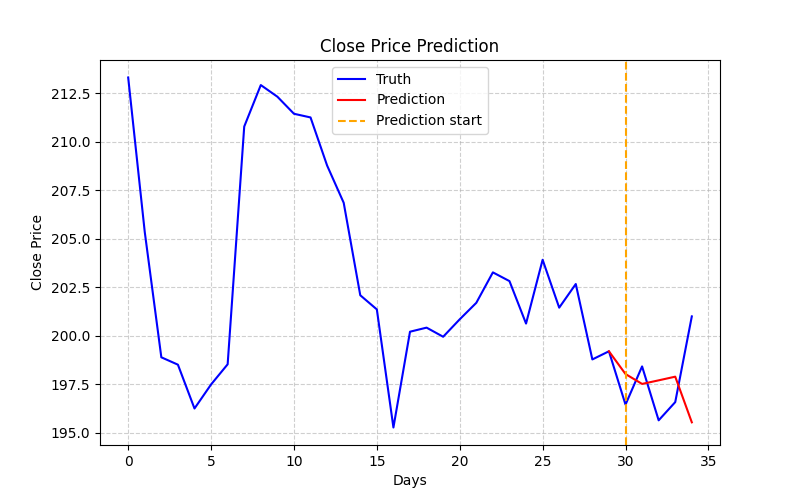 Close Price Prediction
Truth
Prediction
Prediction start
212.5
210.0
207.5
205.0
202.5
200.0
197.5
195.0
Close Price
0 5 10 15 20 25 30 35
Days